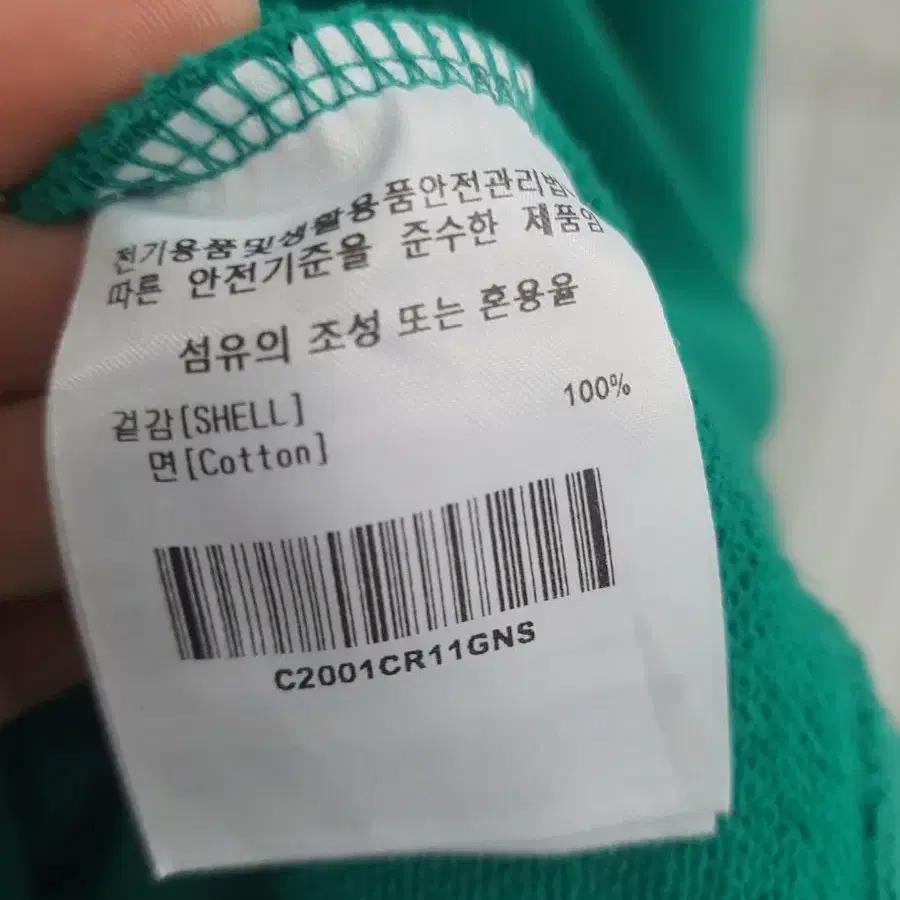 전기용품및생활용품안전관리법에
따른 안전기준을 준수한 제품임
섬유의 조성 또는 혼용율
겉감[SHELL] 100%
면[Cotton]
C2001CR11GNS